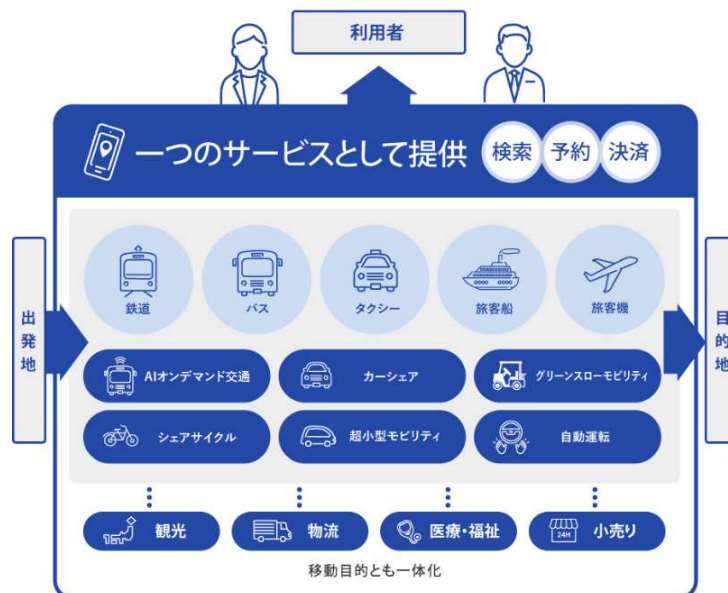 利用者
一つのサービスとして提供 検索 予約 決済
出発地
鉄道 バス タクシー 旅客船 旅客機
目的地
AIオンデマンド交通 カーシェア グリーンスローモビリティ
シェアサイクル 超小型モビリティ 自動運転
観光 物流 医療・福祉 24H 小売り
移動目的とも一体化